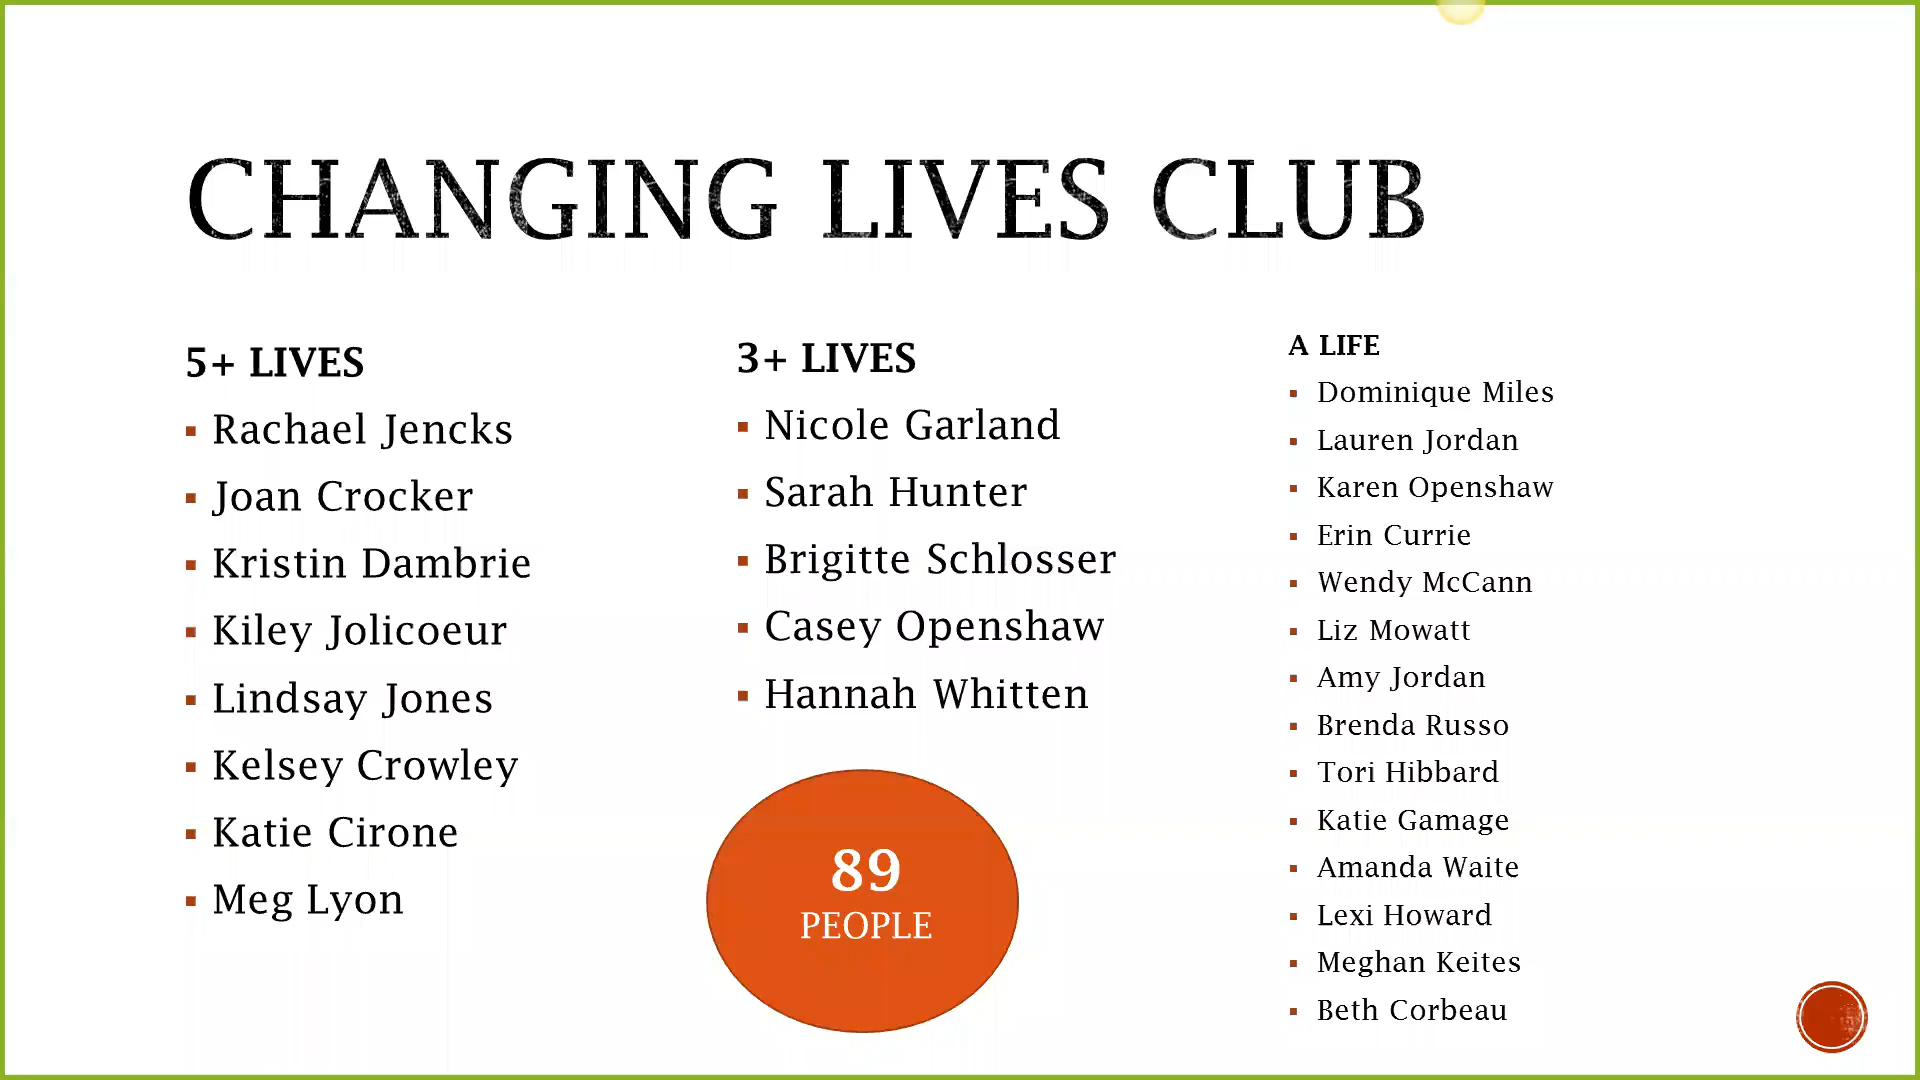 CHANGING LIVES CLUB
5+ LIVES
Rachael Jencks
Joan Crocker
Kristin Dambrie
Kiley Jolicoeur
Lindsay Jones
Kelsey Crowley
Katie Cirone
Meg Lyon
3+ LIVES
Nicole Garland
Sarah Hunter
Brigitte Schlosser
Casey Openshaw
Hannah Whitten
89
PEOPLE
A LIFE
Dominique Miles
Lauren Jordan
Karen Openshaw
Erin Currie
Wendy McCann
Liz Mowatt
Amy Jordan
Brenda Russo
Tori Hibbard
Katie Gamage
Amanda Waite
Lexi Howard
Meghan Keites
Beth Corbeau